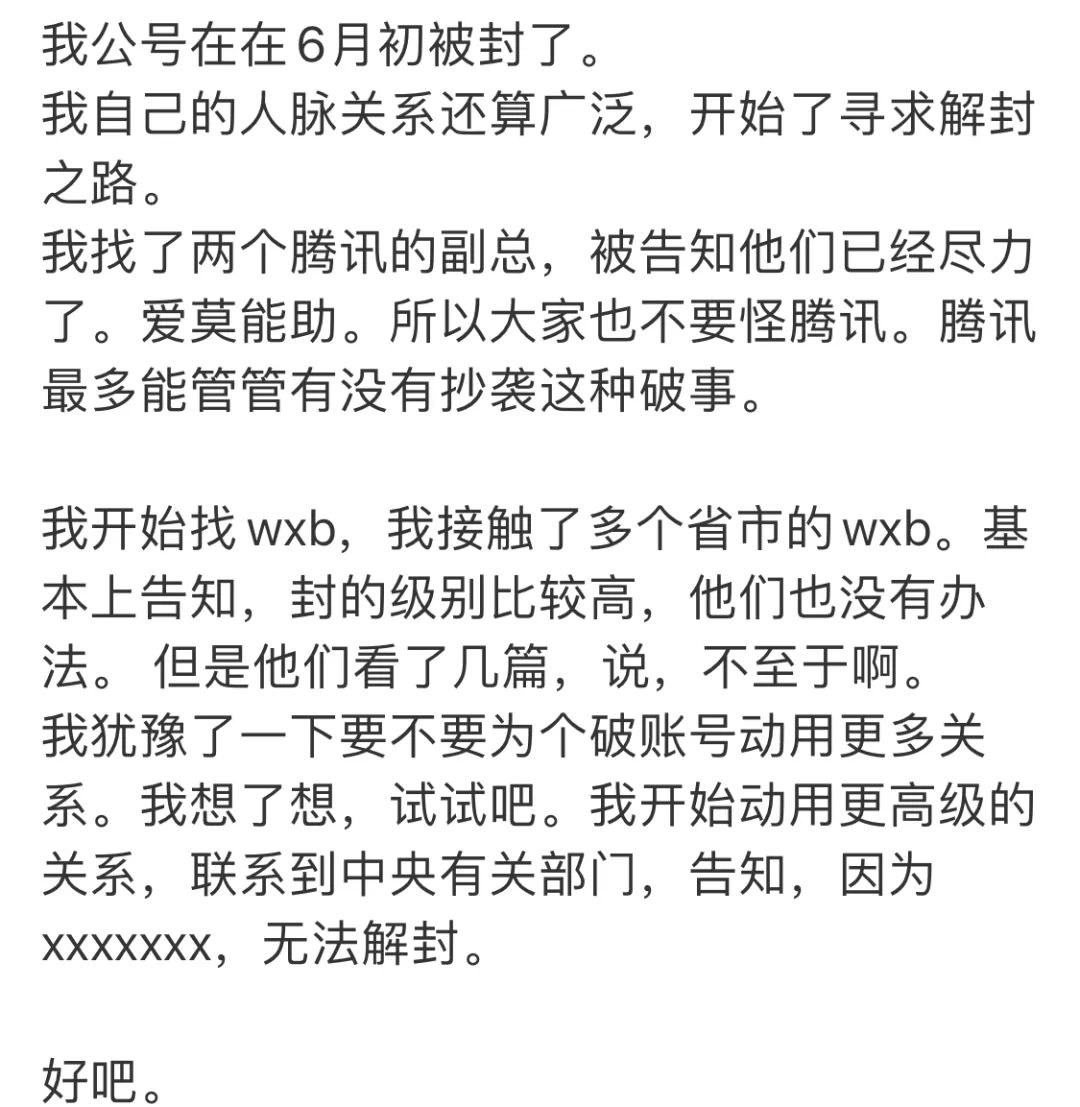 我公号在在6月初被封了。
我自己的人脉关系还算广泛，开始了寻求解封
之路。
我找了两个腾讯的副总，被告知他们已经尽力
了。爱莫能助。所以大家也不要怪腾讯。腾讯
最多能管管有没有抄袭这种破事。
我开始找wxb，我接触了多个省市的wxb。基
本上告知，封的级别比较高，他们也没有办
法。 但是他们看了几篇，说，不至于啊。
我犹豫了一下要不要为个破账号动用更多关
系。我想了想，试试吧。我开始动用更高级的
关系，联系到中央有关部门，告知，因为
xxxxxxx，无法解封。
好吧。